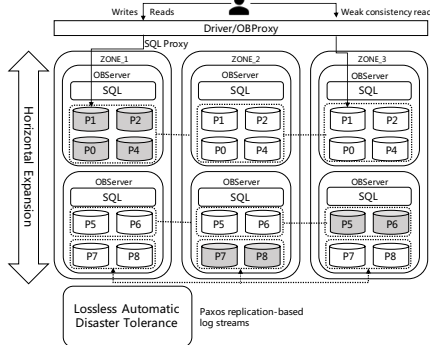 Writes Reads Weak consistency read
Driver/OBProxy
SQL Proxy
ZONE_1 ZONE_2 ZONE_3
OBServer OBServer OBServer
SQL SQL SQL
P1 P2 P1 P2 P1 P2
P0 P4 P0 P4 P0 P4
Horizontal Expansion
OBServer OBServer OBServer
SQL SQL SQL
P5 P6 P5 P6 P5 P6
P7 P8 P7 P8 P7 P8
Lossless Automatic
Disaster Tolerance
Paxos replication-based
log streams